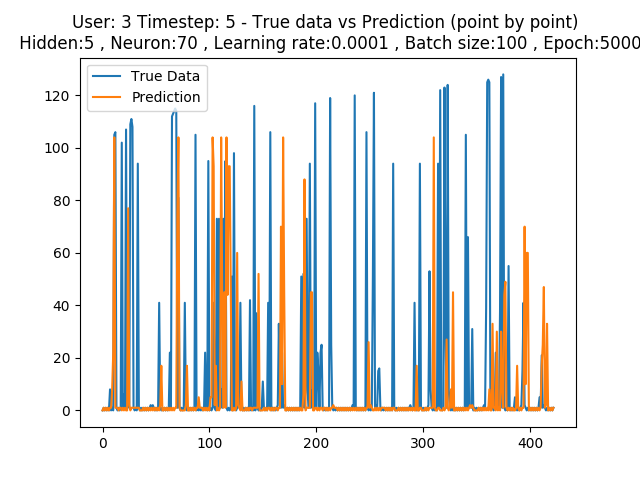 User: 3 Timestep: 5 - True data vs Prediction (point by point)
Hidden:5 , Neuron:70 , Learning rate:0.0001 , Batch size:100 , Epoch:5000
True Data
Prediction
120
100
80
60
40
20
0
0 100 200 300 400